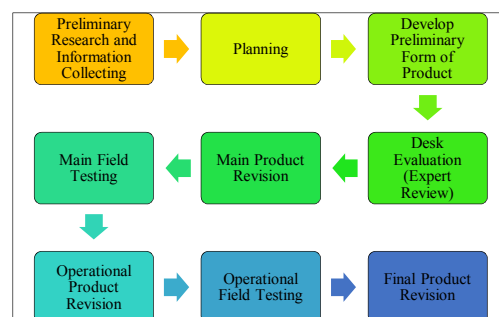 Preliminary
Research and
Information
Collecting
Planning
Develop
Preliminary
Form of
Product
Desk
Evaluation
(Expert
Review)
Main Product
Revision
Main Field
Testing
Operational
Product
Revision
Operational
Field Testing
Final Product
Revision